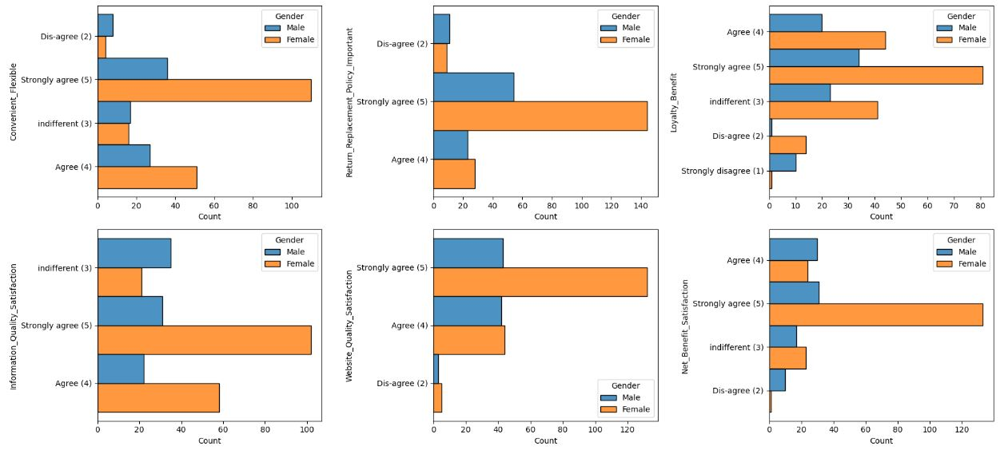 Convenient_Flexible
Dis-agree (2)
Strongly agree (5)
indifferent (3)
Agree (4)
Gender
Male
Female
0 20 40 60 80 100
Count
Return_Replacement_Policy_Important
Dis-agree (2)
Strongly agree (5)
Agree (4)
Gender
Male
Female
0 20 40 60 80 100 120 140
Count
Loyalty_Benefit
Agree (4)
Strongly agree (5)
indifferent (3)
Dis-agree (2)
Strongly disagree (1)
Gender
Male
Female
0 10 20 30 40 50 60 70 80
Count
Information_Quality_Satisfaction
indifferent (3)
Strongly agree (5)
Agree (4)
Gender
Male
Female
0 20 40 60 80 100
Count
Website_Quality_Satisfaction
Strongly agree (5)
Agree (4)
Dis-agree (2)
Gender
Male
Female
0 20 40 60 80 100 120
Count
Net_Benefit_Satisfaction
Agree (4)
Strongly agree (5)
indifferent (3)
Dis-agree (2)
Gender
Male
Female
0 20 40 60 80 100 120
Count